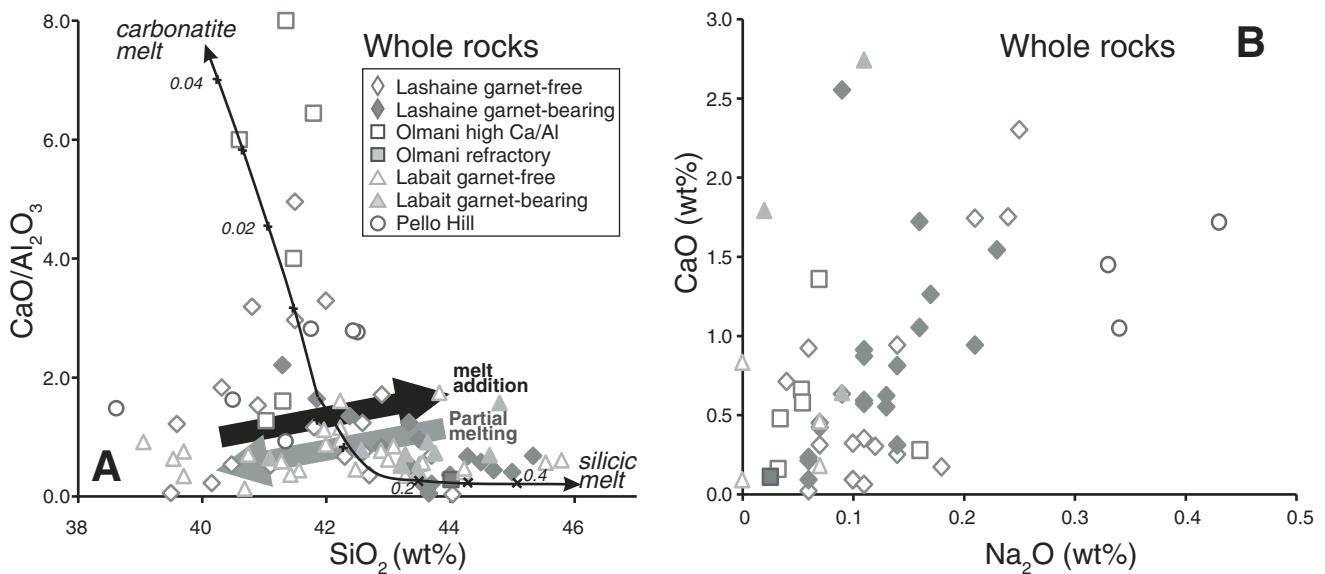 carbonatite
melt
0.04
0.02
Whole rocks
Lashaine garnet-free
Lashaine garnet-bearing
Olmani high Ca/Al
Olmani refractory
Labait garnet-free
Labait garnet-bearing
Pello Hill
melt
addition
Partial
melting
silicic
melt
0.2
0.4
A
8.0
6.0
4.0
2.0
0.0
CaO/Al₂O₃
38
40
42
44
46
SiO₂ (wt%)
Whole rocks
B
3.0
2.5
2.0
1.5
1.0
0.5
0.0
CaO (wt%)
0
0.1
0.2
0.3
0.4
0.5
Na₂O (wt%)